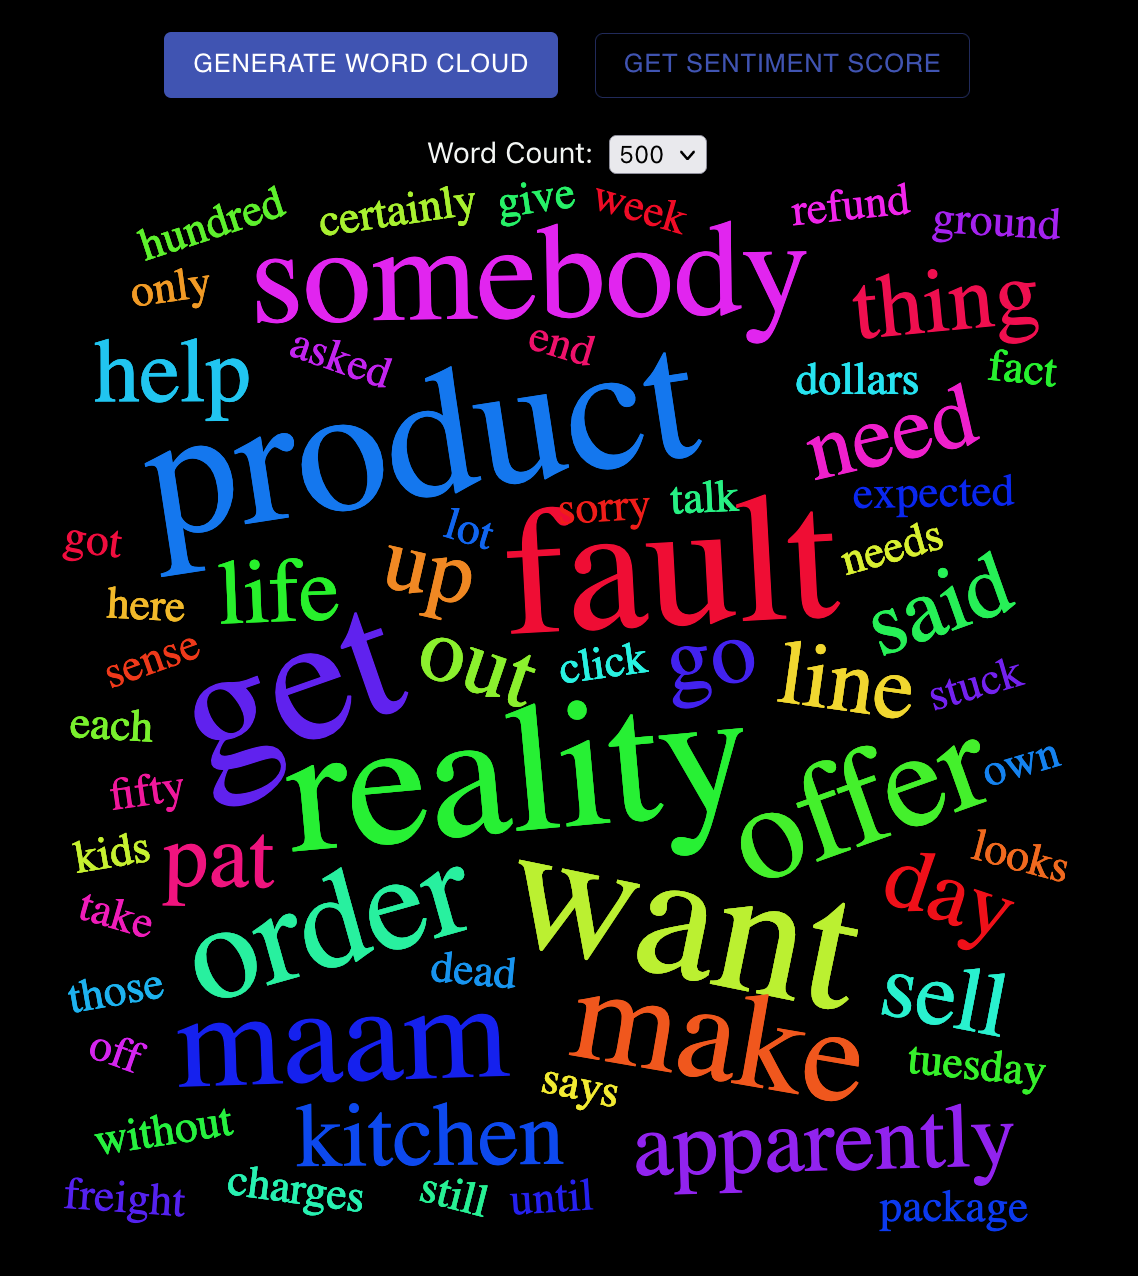 GENERATE WORD CLOUD
GET SENTIMENT SCORE
Word Count: 500
hundred
certainly
give
week
refund
ground
only
somebody
thing
help
asked
end
dollars
fact
product
need
sorry
talk
expected
got
lot
fault
needs
here
life
up
said
sense
get
out
click
go
line
stuck
each
reality
offer
own
fifty
kids
pat
looks
take
order
want
day
those
dead
sell
off
maam
make
says
tuesday
without
kitchen
apparently
freight
charges
still
until
package